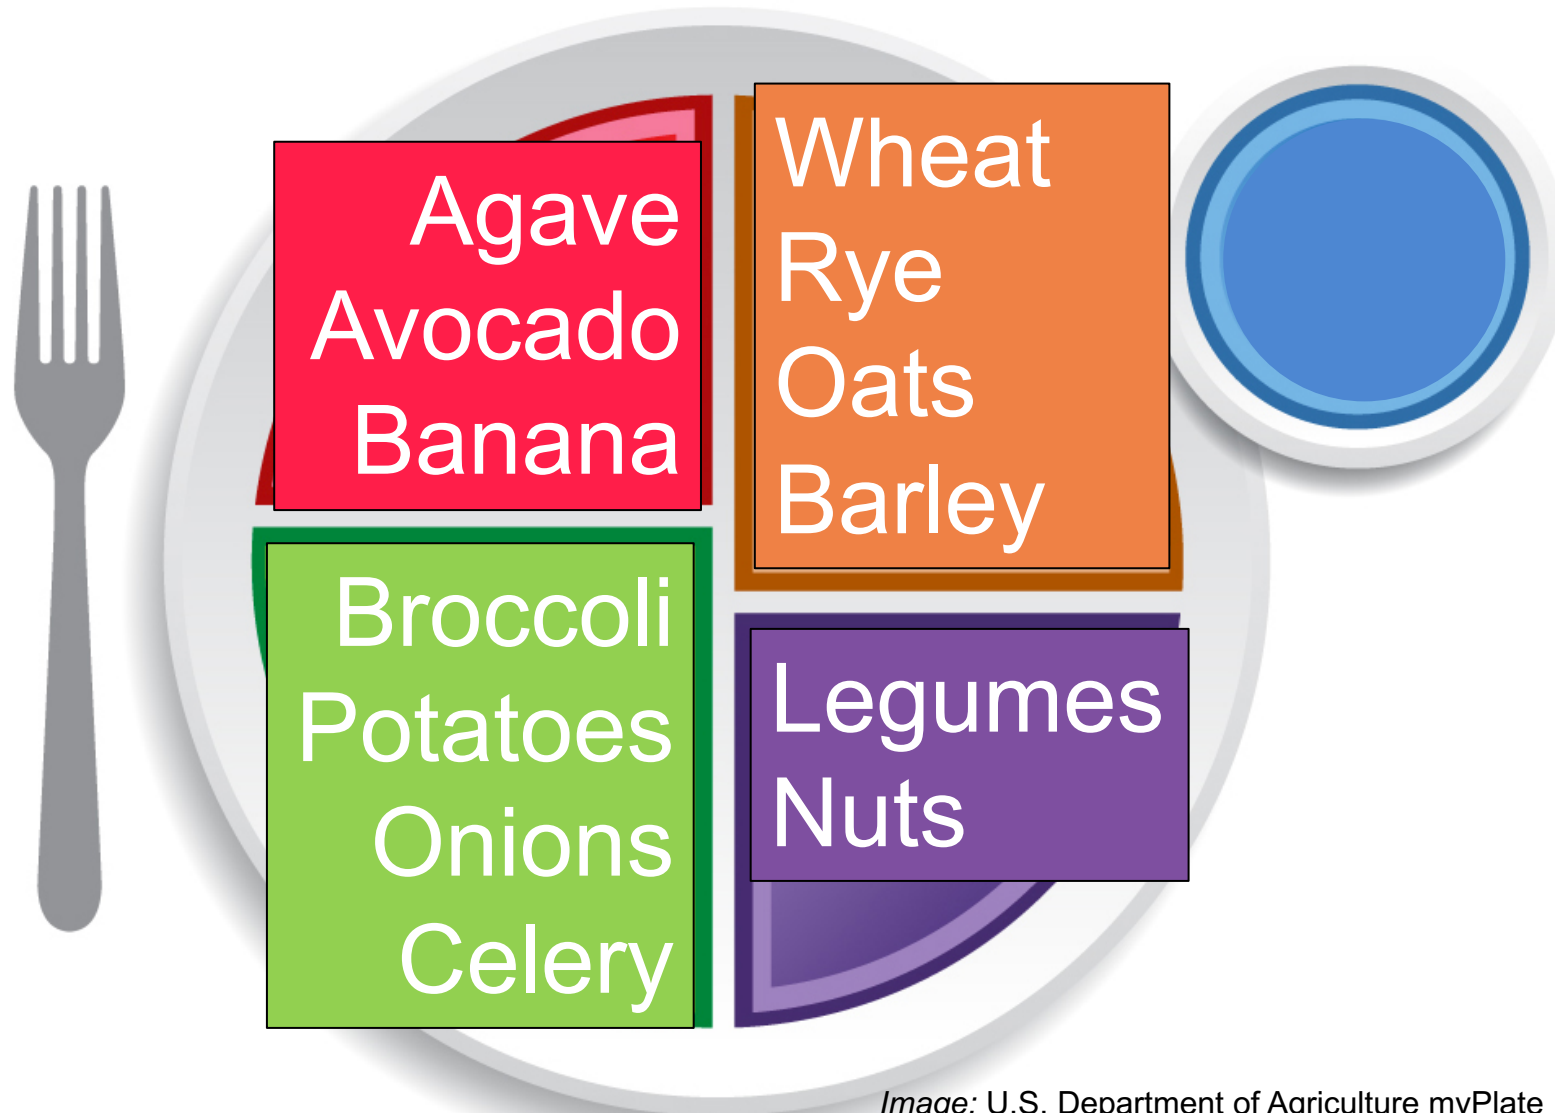 Agave
Avocado
Banana
Wheat
Rye
Oats
Barley
Broccoli
Potatoes
Onions
Celery
Legumes
Nuts
Image: U.S. Department of Agriculture myPlate